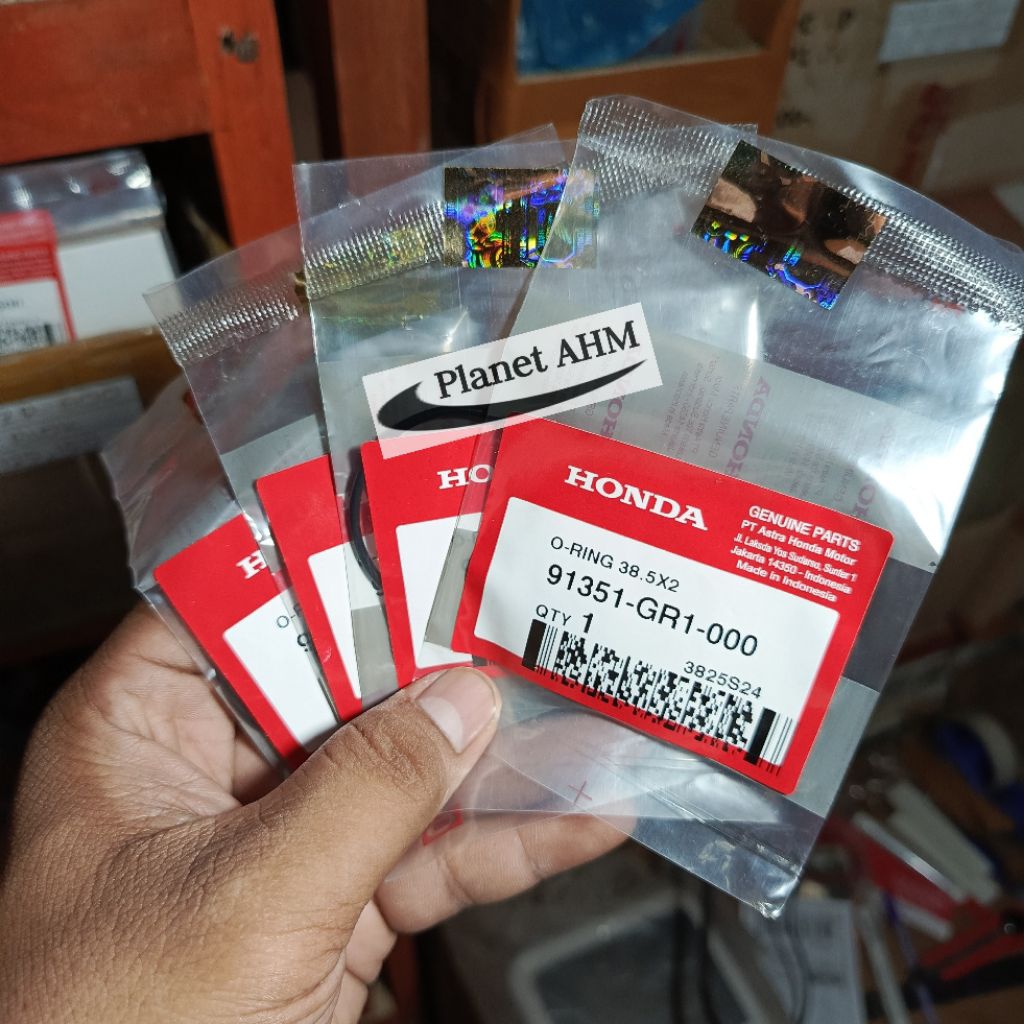 Planet AHM
HONDA
GENUINE PARTS
PT Astra Honda Motor
Jl. Laksda Yos Sudarso, Sunter 1
Jakarta 14350 - Indonesia
Made in Indonesia
O-RING 38.5X2
91351-GR1-000
QTY 1
3825S24
HO
H
O-